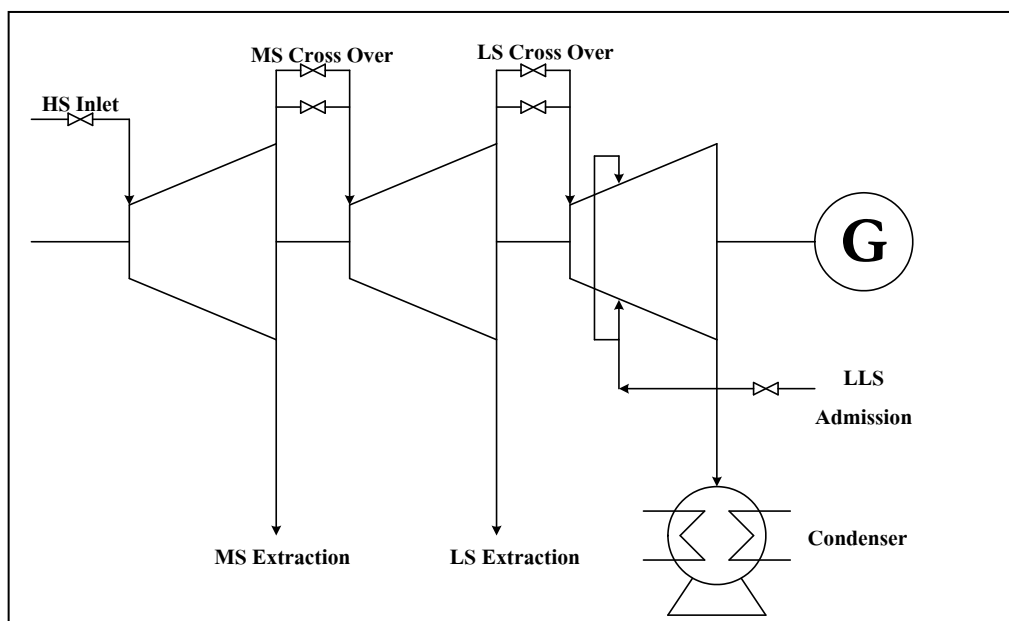 MS Cross Over
LS Cross Over
HS Inlet
G
LLS
Admission
Condenser
MS Extraction
LS Extraction